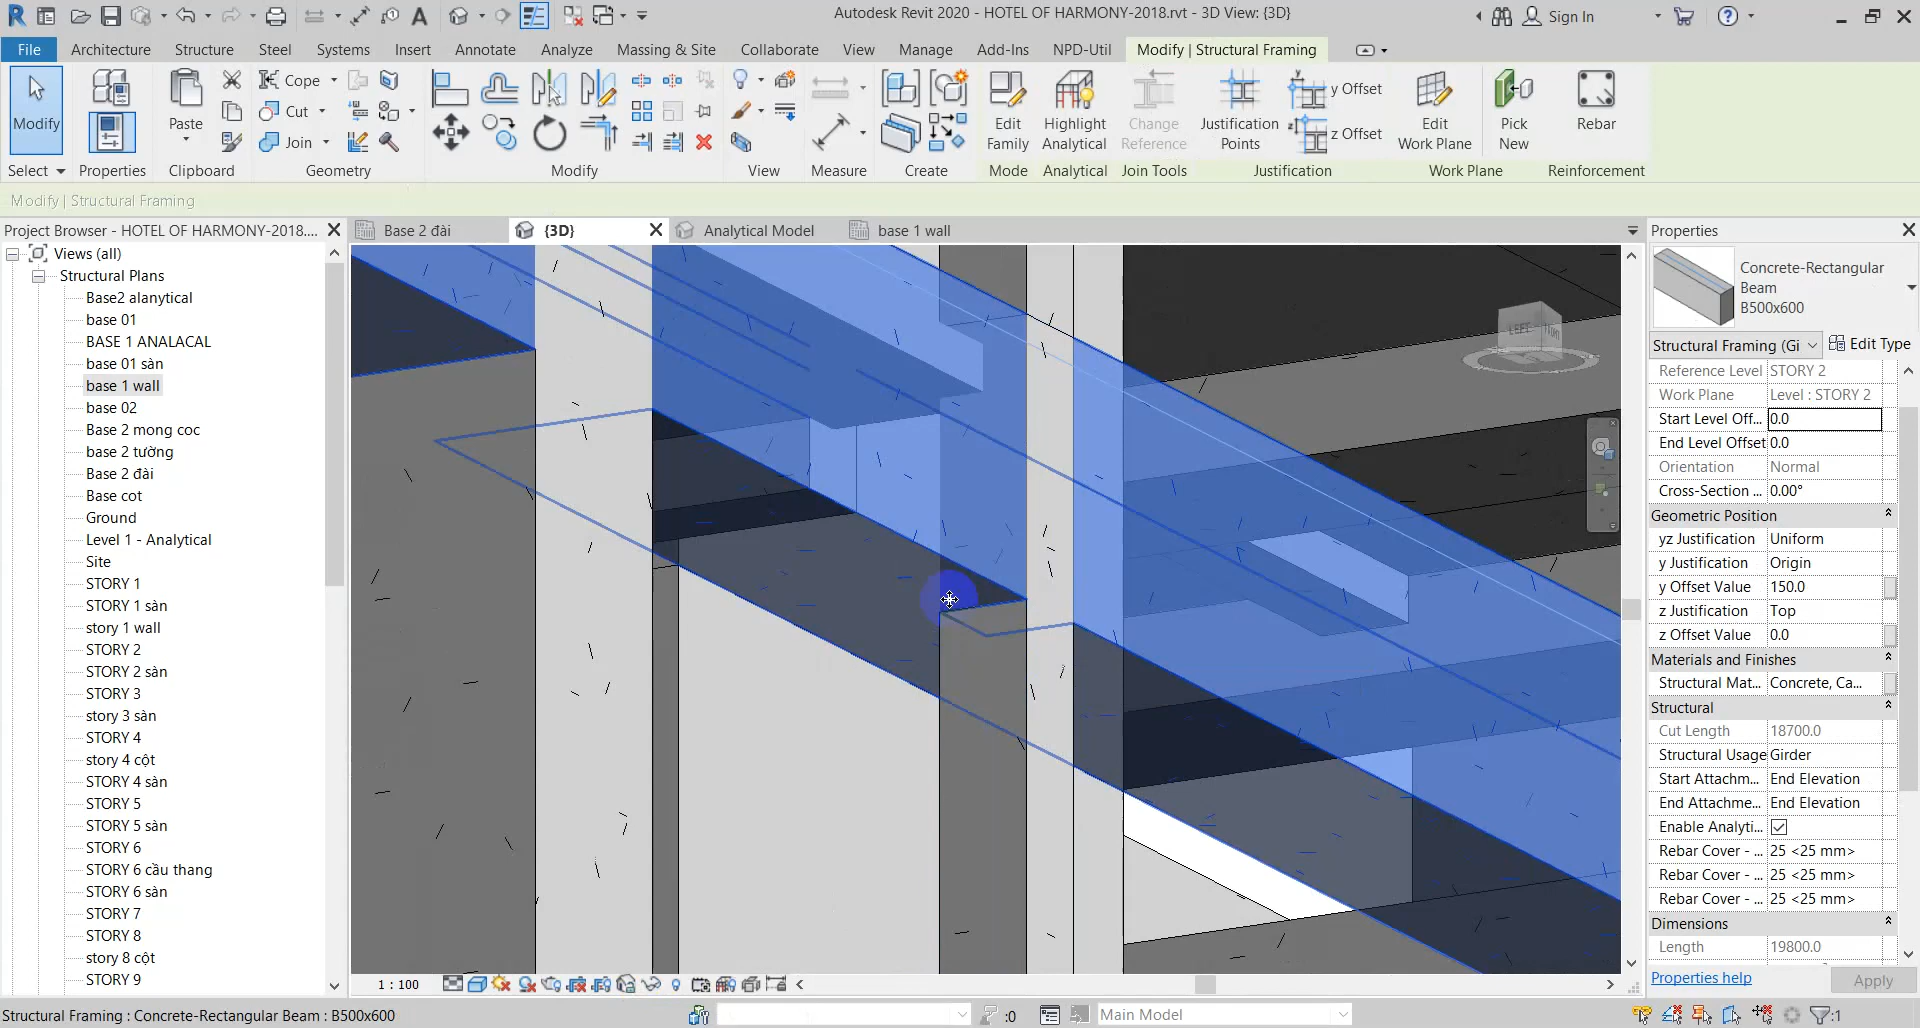 Autodesk Revit 2020 - HOTEL OF HARMONY-2018.rvt - 3D View: {3D}
Sign In
File Architecture Structure Steel Systems Insert Annotate Analyze Massing & Site Collaborate View Manage Add-Ins NPD-Util Modify | Structural Framing
Modify
Paste
Cope
Cut
Join
Edit Family
Highlight Analytical
Change Reference
Justification Points
y Offset
z Offset
Edit Work Plane
Pick New
Rebar
Select Properties Clipboard Geometry Modify View Measure Create Mode Analytical Join Tools Justification Work Plane Reinforcement
Modify | Structural Framing
Project Browser - HOTEL OF HARMONY-2018....
Base 2 đài
{3D}
Analytical Model
base 1 wall
Views (all)
Structural Plans
Base2 alanytical
base 01
BASE 1 ANALACAL
base 01 sàn
base 1 wall
base 02
Base 2 mong coc
base 2 tường
Base 2 đài
Base cot
Ground
Level 1 - Analytical
Site
STORY 1
STORY 1 sàn
story 1 wall
STORY 2
STORY 2 sàn
STORY 3
story 3 sàn
STORY 4
story 4 cột
STORY 4 sàn
STORY 5
STORY 5 sàn
STORY 6
STORY 6 cầu thang
STORY 6 sàn
STORY 7
STORY 8
story 8 cột
STORY 9
LEFT
Properties
Concrete-Rectangular
Beam
B500x600
Structural Framing (Gi
Edit Type
Reference Level STORY 2
Work Plane Level : STORY 2
Start Level Off... 0.0
End Level Offset 0.0
Orientation Normal
Cross-Section ... 0.00°
Geometric Position
yz Justification Uniform
y Justification Origin
y Offset Value 150.0
z Justification Top
z Offset Value 0.0
Materials and Finishes
Structural Mat... Concrete, Ca...
Structural
Cut Length 18700.0
Structural Usage Girder
Start Attachm... End Elevation
End Attachme... End Elevation
Enable Analyti...
Rebar Cover - ... 25 <25 mm>
Rebar Cover - ... 25 <25 mm>
Rebar Cover - ... 25 <25 mm>
Dimensions
Length 19800.0
Properties help
Apply
1 : 100
Structural Framing : Concrete-Rectangular Beam : B500x600
:0
Main Model
:1